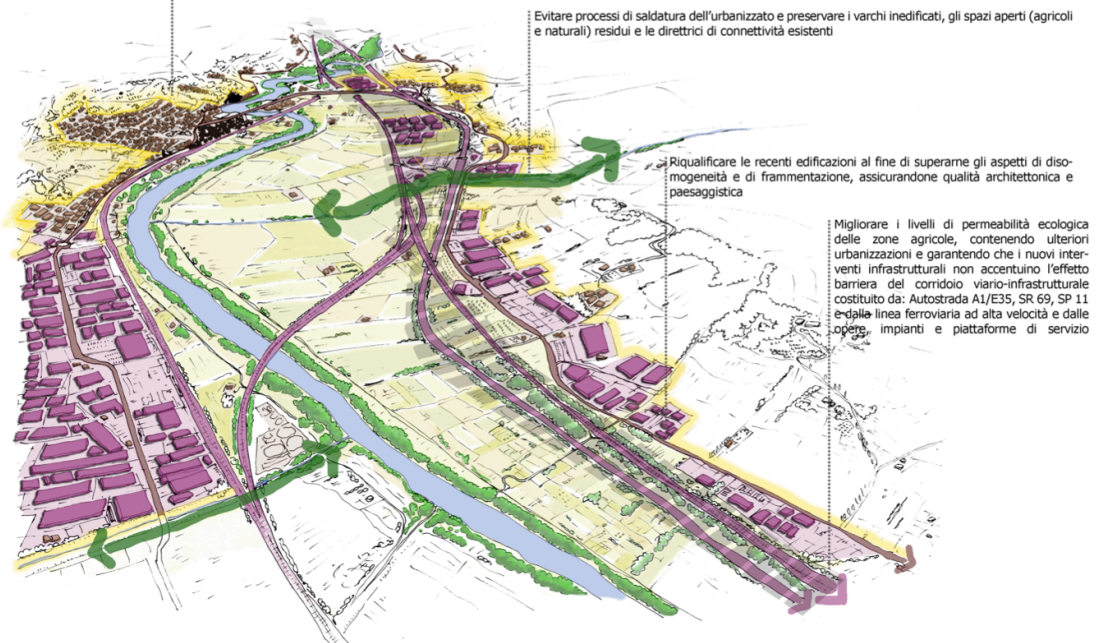 Evitare processi di saldatura dell'urbanizzato e preservare i varchi inedificati, gli spazi aperti (agricoli
e naturali) residui e le direttrici di connettività esistenti
Riqualificare le recenti edificazioni al fine di superarne gli aspetti di diso-
mogeneità e di frammentazione, assicurandone qualità architettonica e
paesaggistica
Migliorare i livelli di permeabilità ecologica
delle zone agricole, contenendo ulteriori
urbanizzazioni e garantendo che i nuovi inter-
venti infrastrutturali non accentuino l'effetto
barriera del corridoio viario-infrastrutturale
costituito da: Autostrada A1/E35, SR 69, SP 11
e dalla linea ferroviaria ad alta velocità e dalle
opere, impianti e piattaforme di servizio